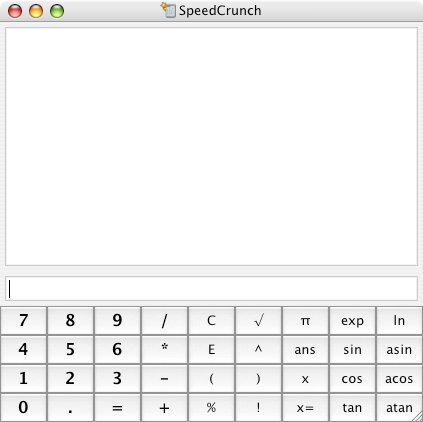 SpeedCrunch
7 8 9 / C √ π exp ln
4 5 6 * E ^ ans sin asin
1 2 3 - ( ) x cos acos
0 . = + % ! x= tan atan